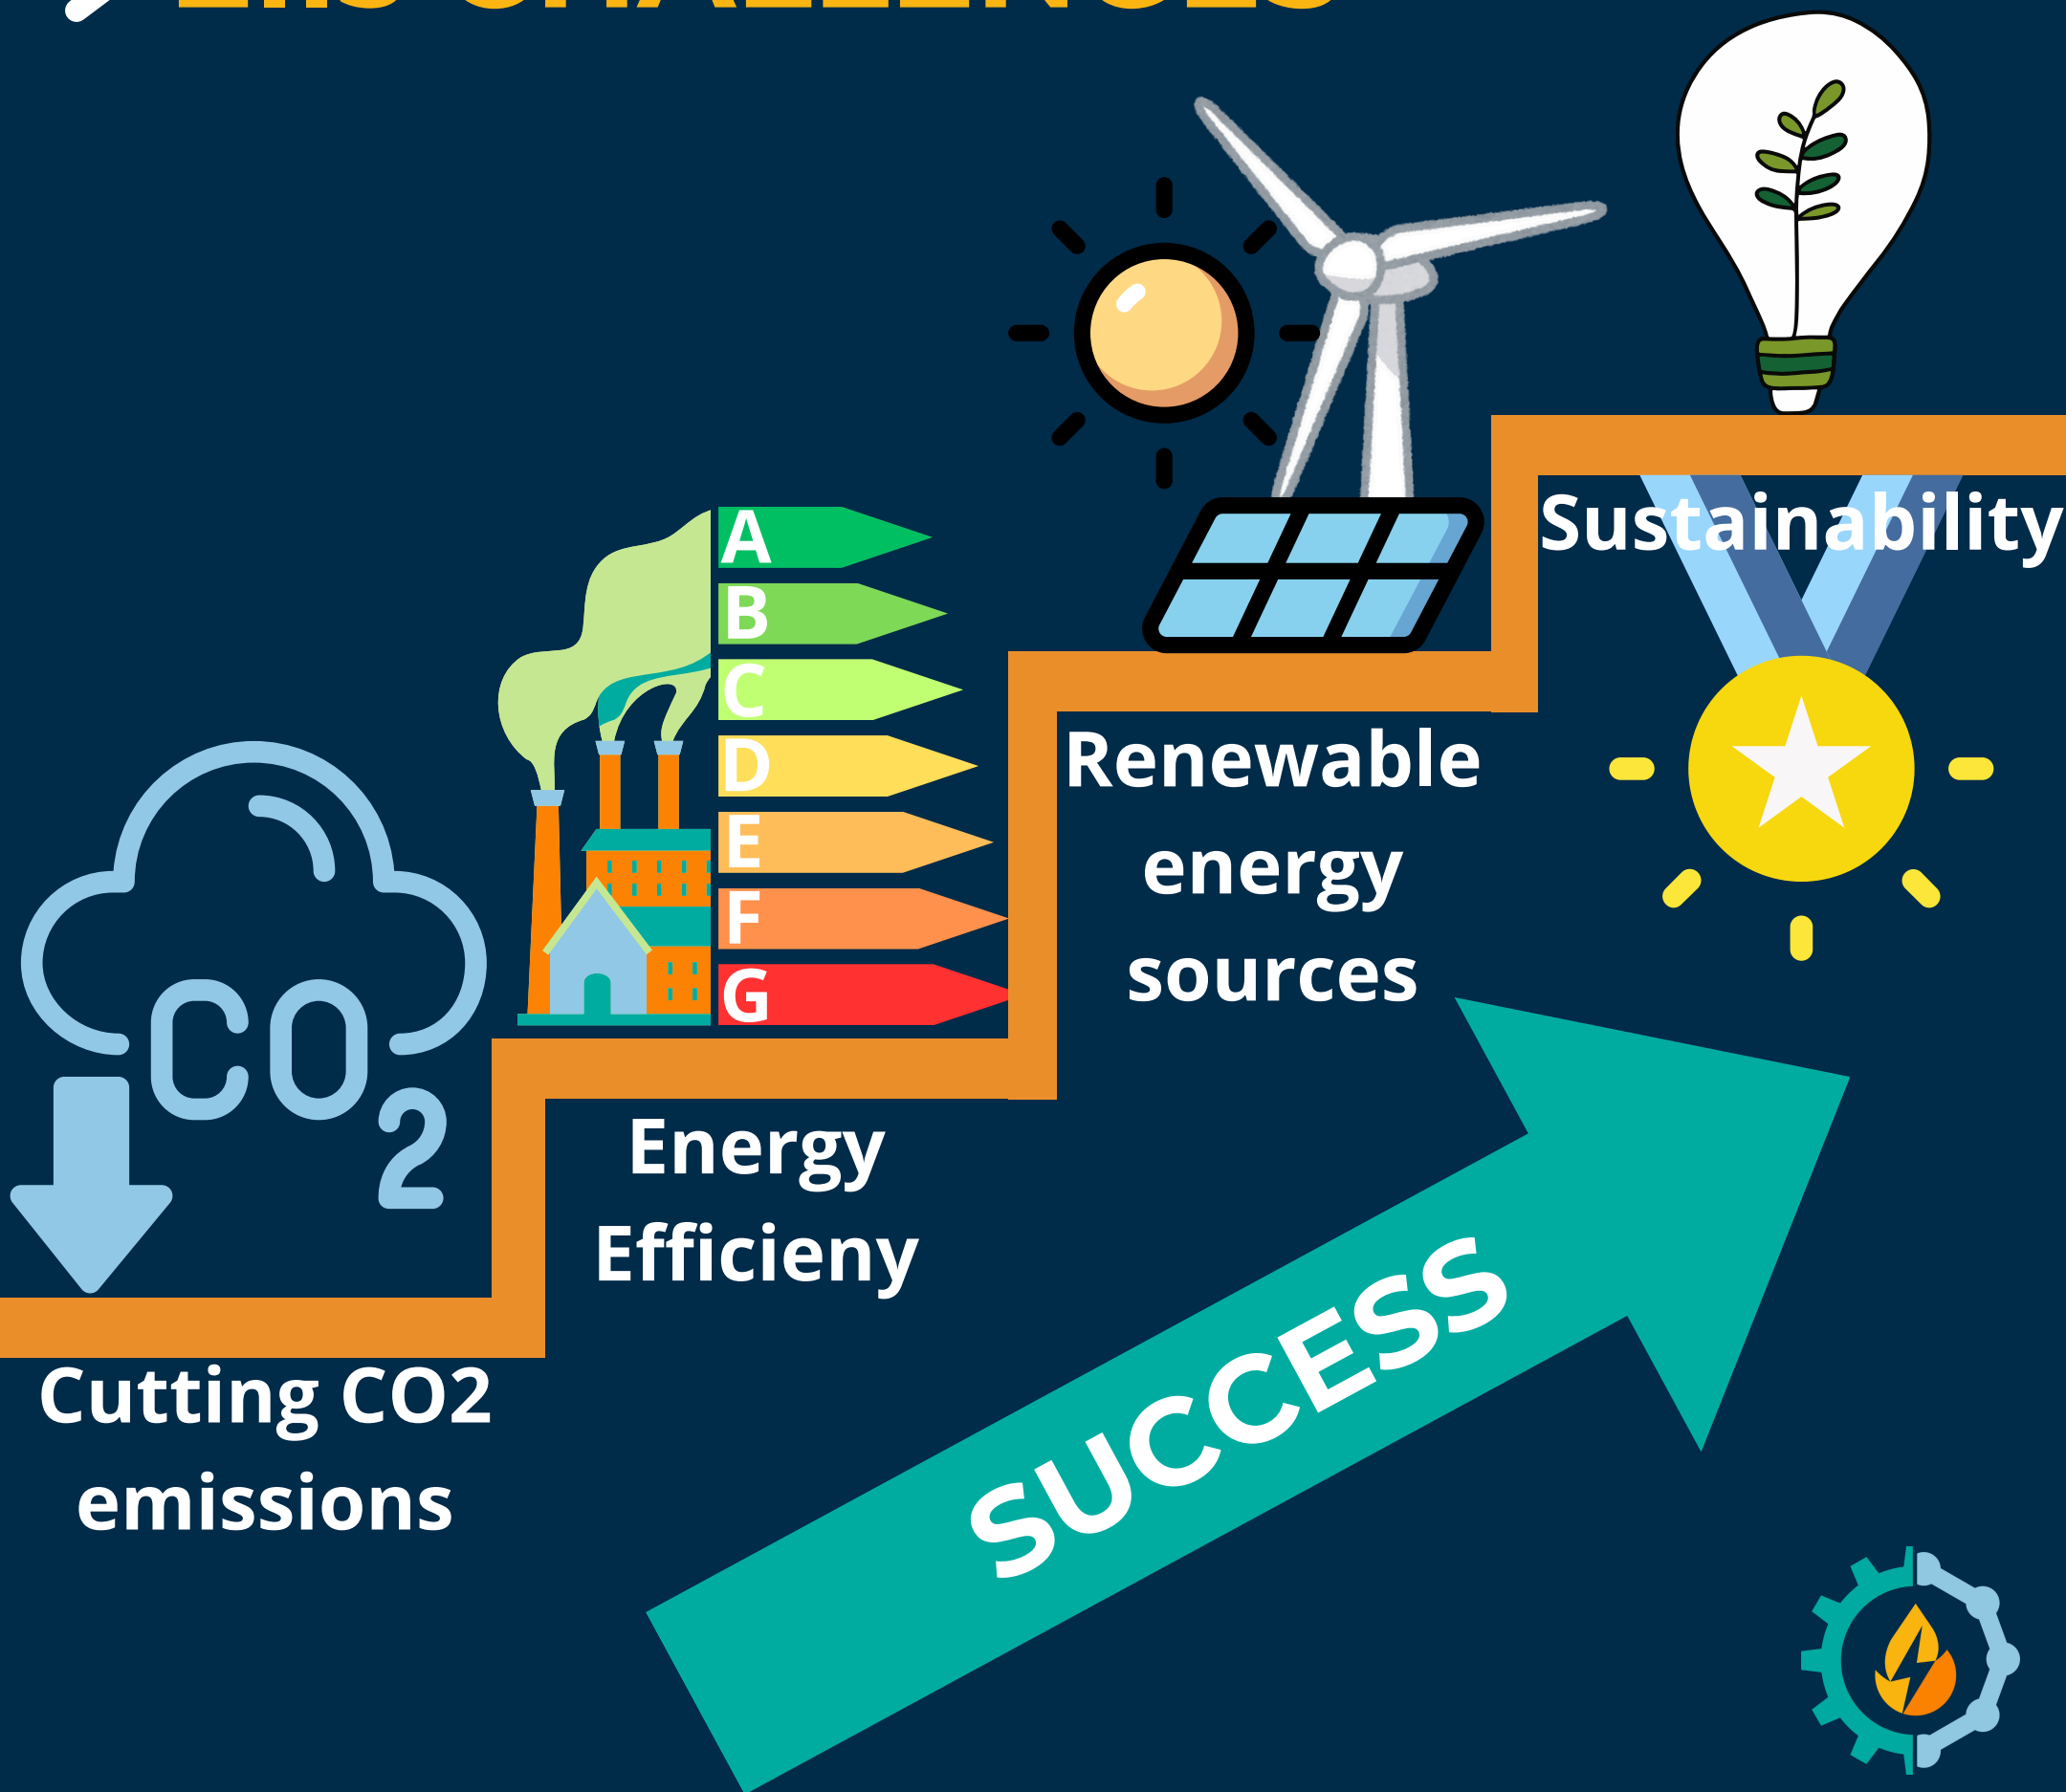 Sustainability
A
B
C
D
E
F
G
Renewable
energy
sources
Energy
Efficieny
CO2
Cutting CO2
emissions
SUCCESS